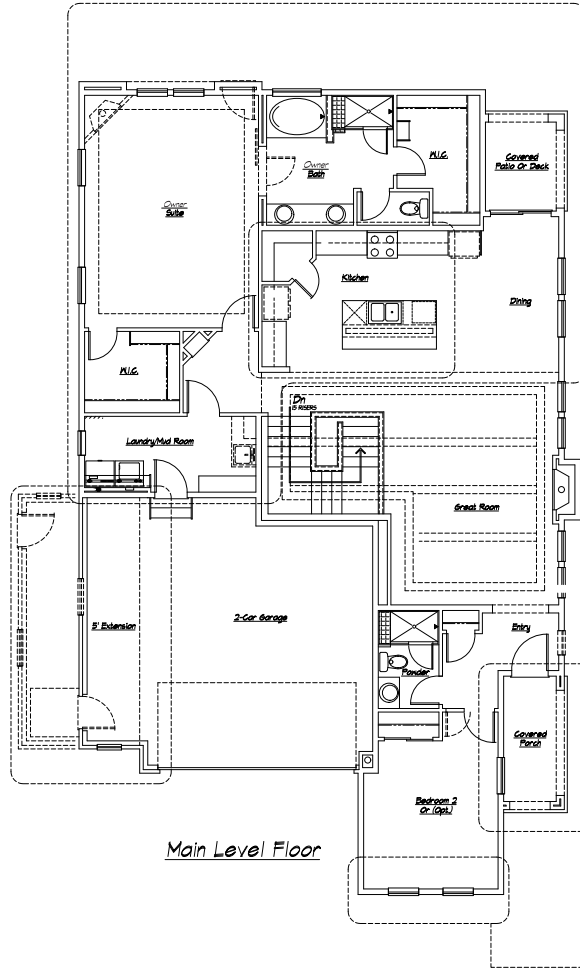 Owner
Suite
Owner
Bath
W.I.C.
Covered
Patio Or Deck
Kitchen
Dining
W.I.C.
Dn
15 RISERS
Laundry/Mud Room
Great Room
5' Extension
2-Car Garage
Entry
Powder
Covered
Porch
Bedroom 2
Or (Opt.)
Main Level Floor